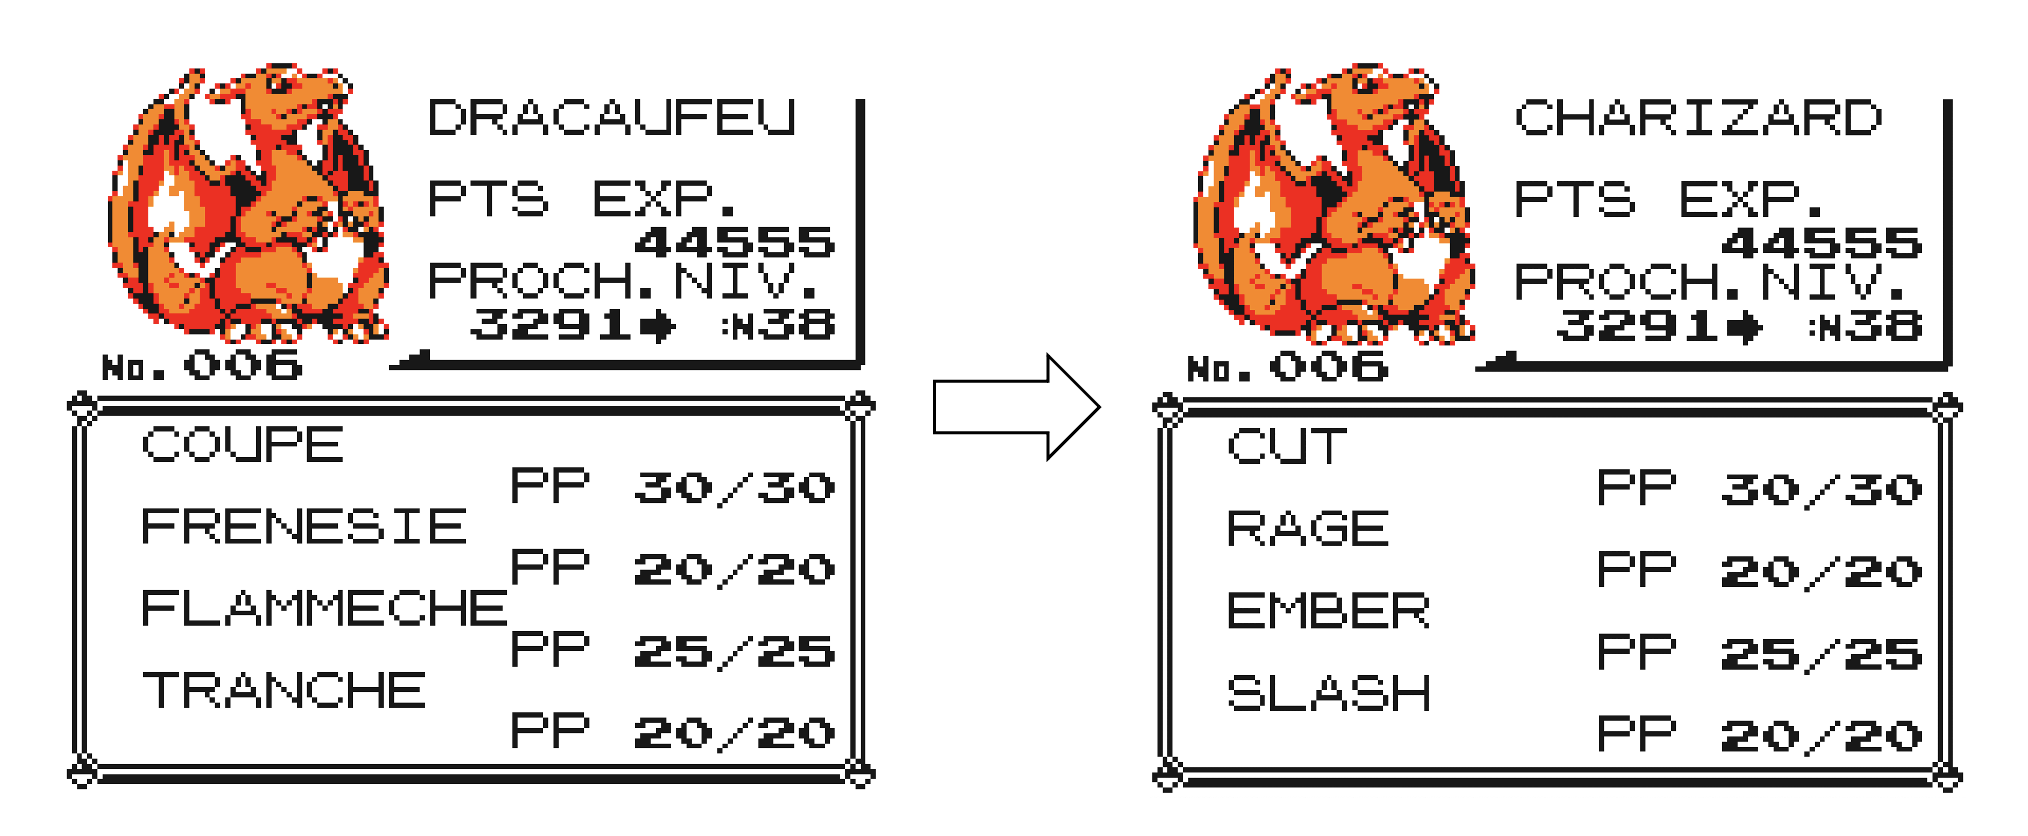 DRACAUFEU
PTS EXP.
44555
PROCH.NIV.
3291➡ :N38
No.006
COUPE
PP 30/30
FRENESIE
PP 20/20
FLAMMECHE
PP 25/25
TRANCHE
PP 20/20
CHARIZARD
PTS EXP.
44555
PROCH.NIV.
3291➡ :N38
No.006
CUT
PP 30/30
RAGE
PP 20/20
EMBER
PP 25/25
SLASH
PP 20/20